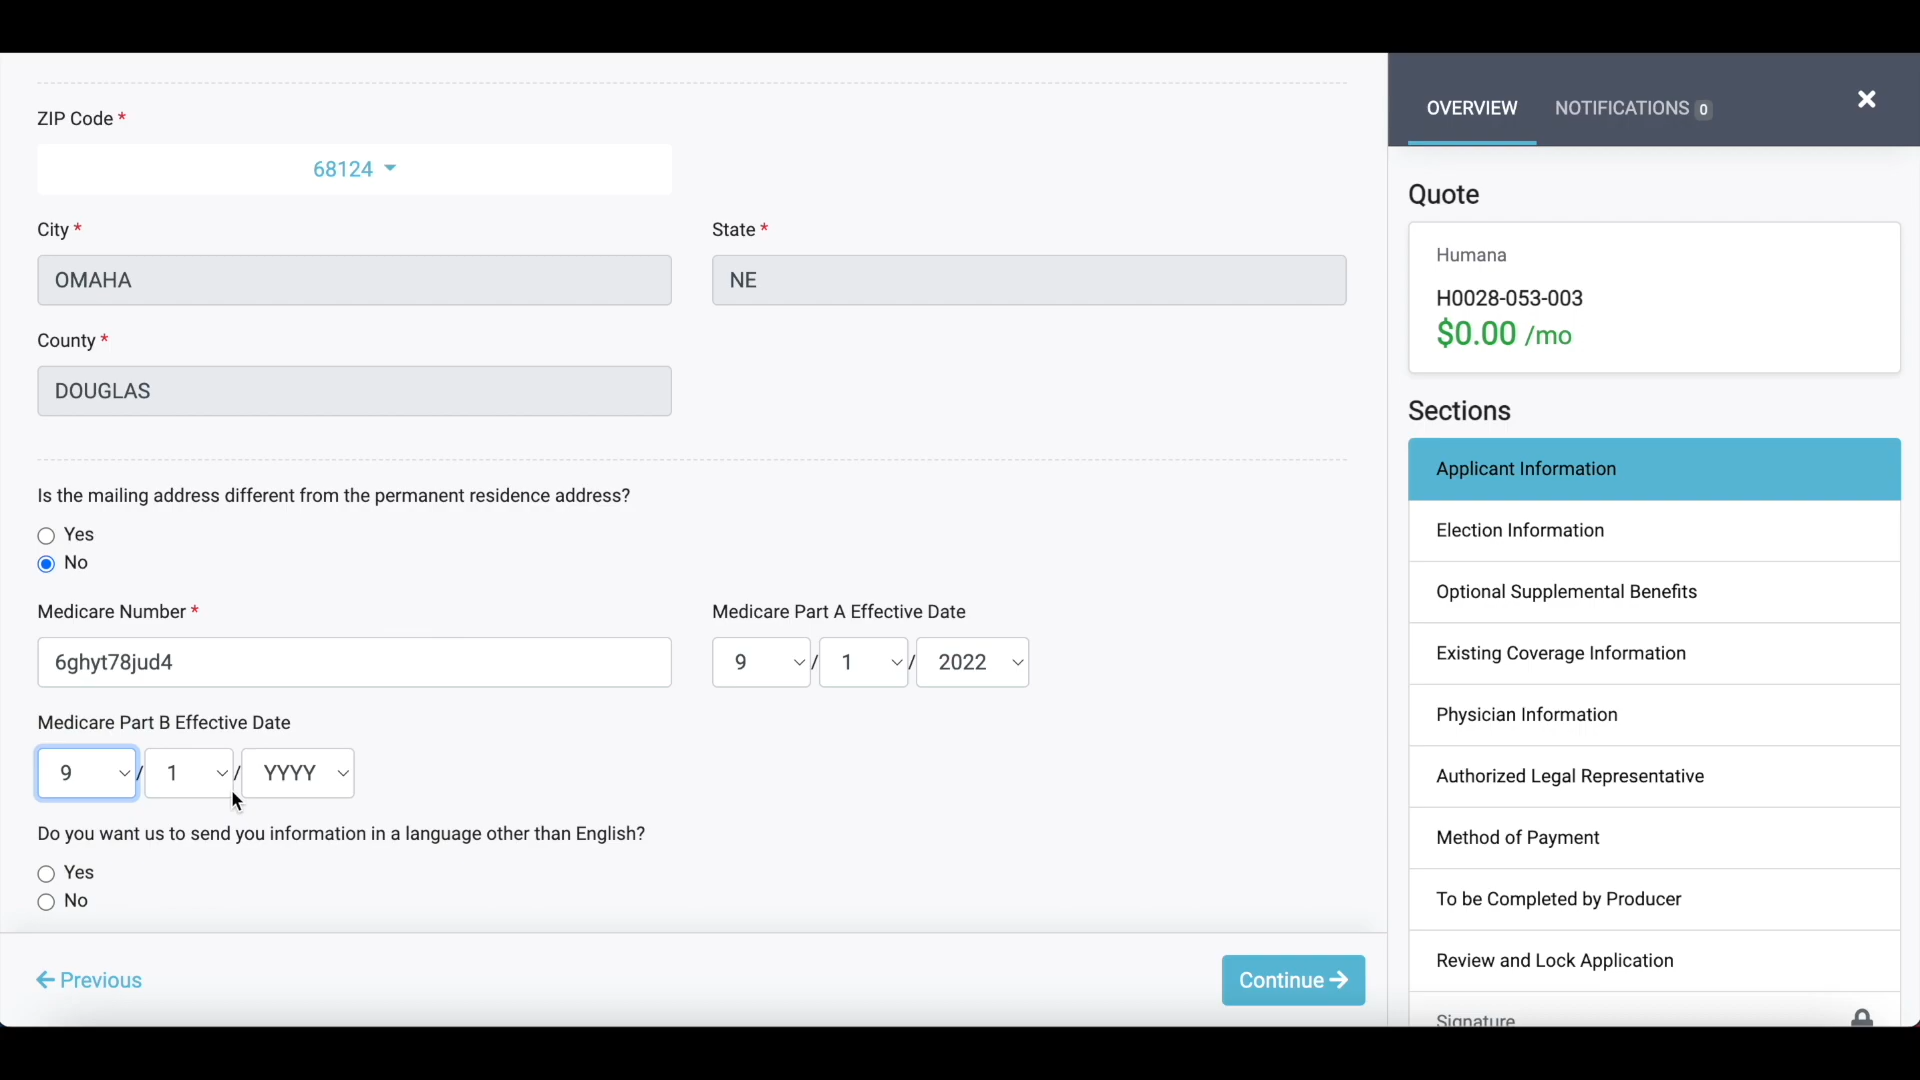 ZIP Code *
68124
City *
State *
OMAHA
NE
County *
DOUGLAS
Is the mailing address different from the permanent residence address?
Yes
No
Medicare Number *
Medicare Part A Effective Date
6ghyt78jud4
9 / 1 / 2022
Medicare Part B Effective Date
9 / 1 / YYYY
Do you want us to send you information in a language other than English?
Yes
No
Previous
Continue
OVERVIEW
NOTIFICATIONS 0
Quote
Humana
H0028-053-003
$0.00 /mo
Sections
Applicant Information
Election Information
Optional Supplemental Benefits
Existing Coverage Information
Physician Information
Authorized Legal Representative
Method of Payment
To be Completed by Producer
Review and Lock Application
Signature